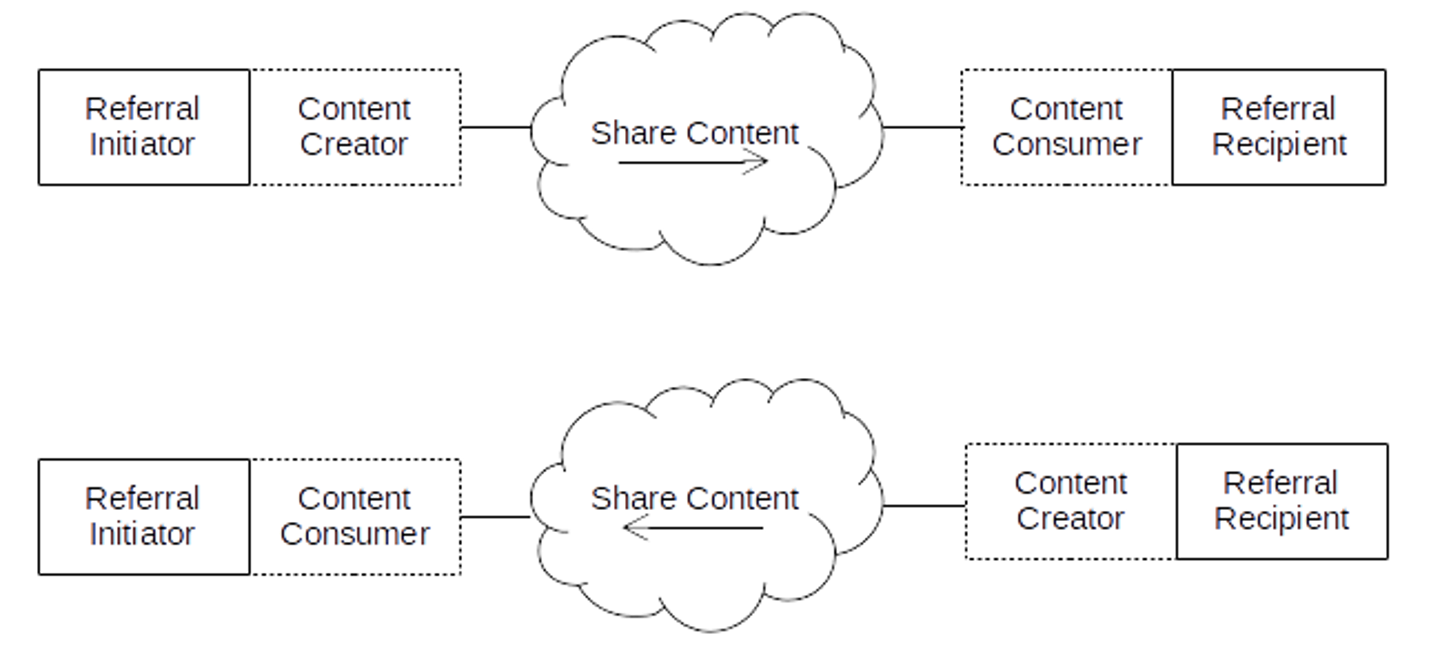 Referral
Initiator
Content
Creator
Share Content
Content
Consumer
Referral
Recipient
Referral
Initiator
Content
Consumer
Share Content
Content
Creator
Referral
Recipient